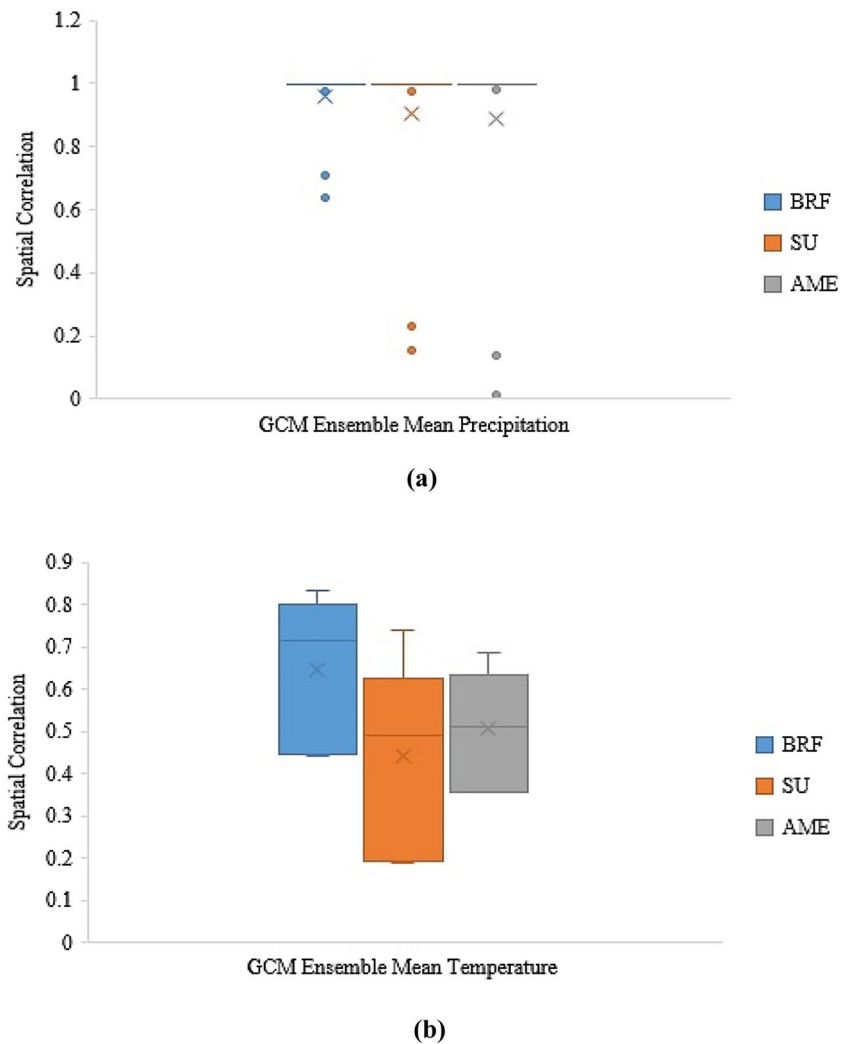 1.2
1
0.8
0.6
0.4
0.2
0
Spatial Correlation
GCM Ensemble Mean Precipitation
BRF
SU
AME
(a)
0.9
0.8
0.7
0.6
0.5
0.4
0.3
0.2
0.1
0
Spatial Correlation
GCM Ensemble Mean Temperature
BRF
SU
AME
(b)